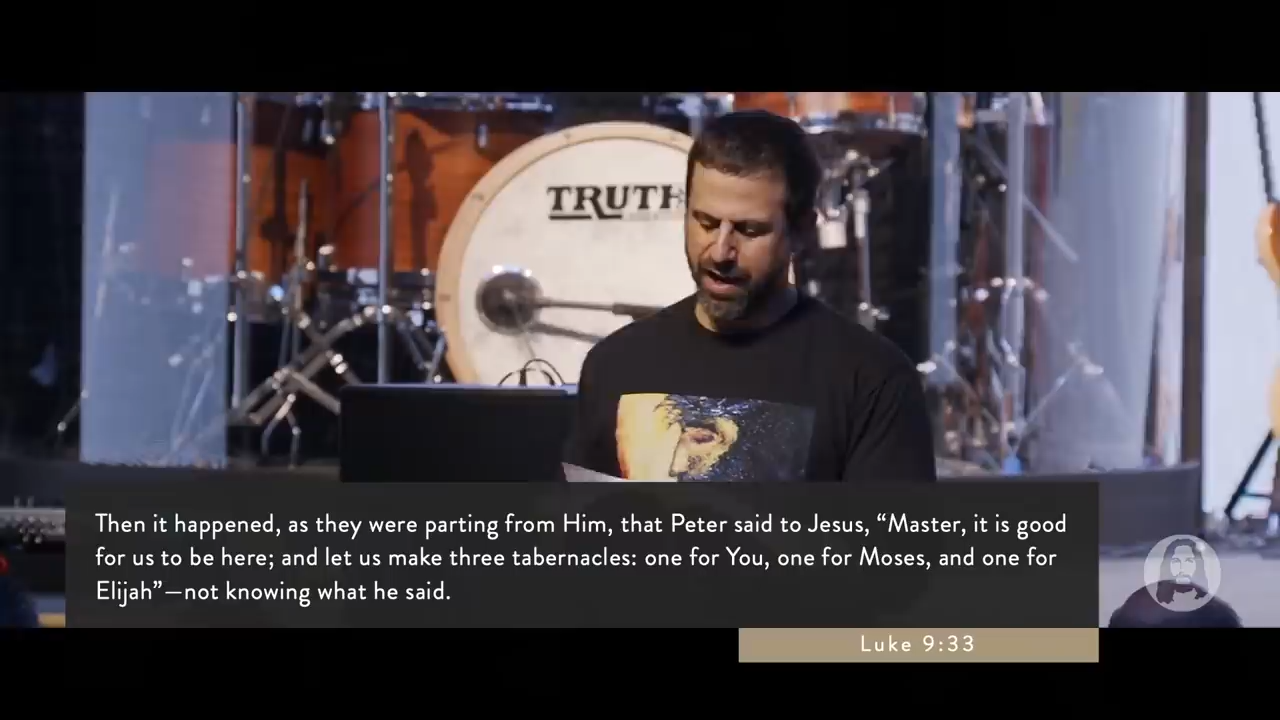 TRUTH
Then it happened, as they were parting from Him, that Peter said to Jesus, “Master, it is good
for us to be here; and let us make three tabernacles: one for You, one for Moses, and one for
Elijah”—not knowing what he said.
Luke 9:33